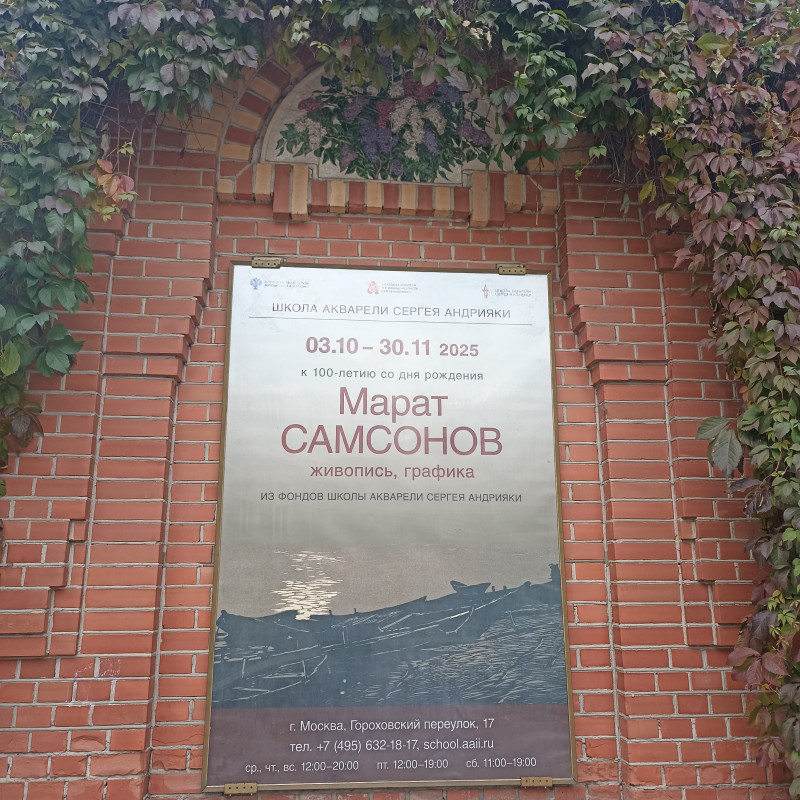 ШКОЛА АКВАРЕЛИ СЕРГЕЯ АНДРИЯКИ
03.10 – 30.11 2025
к 100-летию со дня рождения
Марат
САМСОНОВ
живопись, графика
ИЗ ФОНДОВ ШКОЛЫ АКВАРЕЛИ СЕРГЕЯ АНДРИЯКИ
г. Москва, Гороховский переулок, 17
тел. +7 (495) 632-18-17, school.aaii.ru
ср., чт., вс. 12:00–20:00 пт. 12:00–19:00 сб. 11:00–19:00